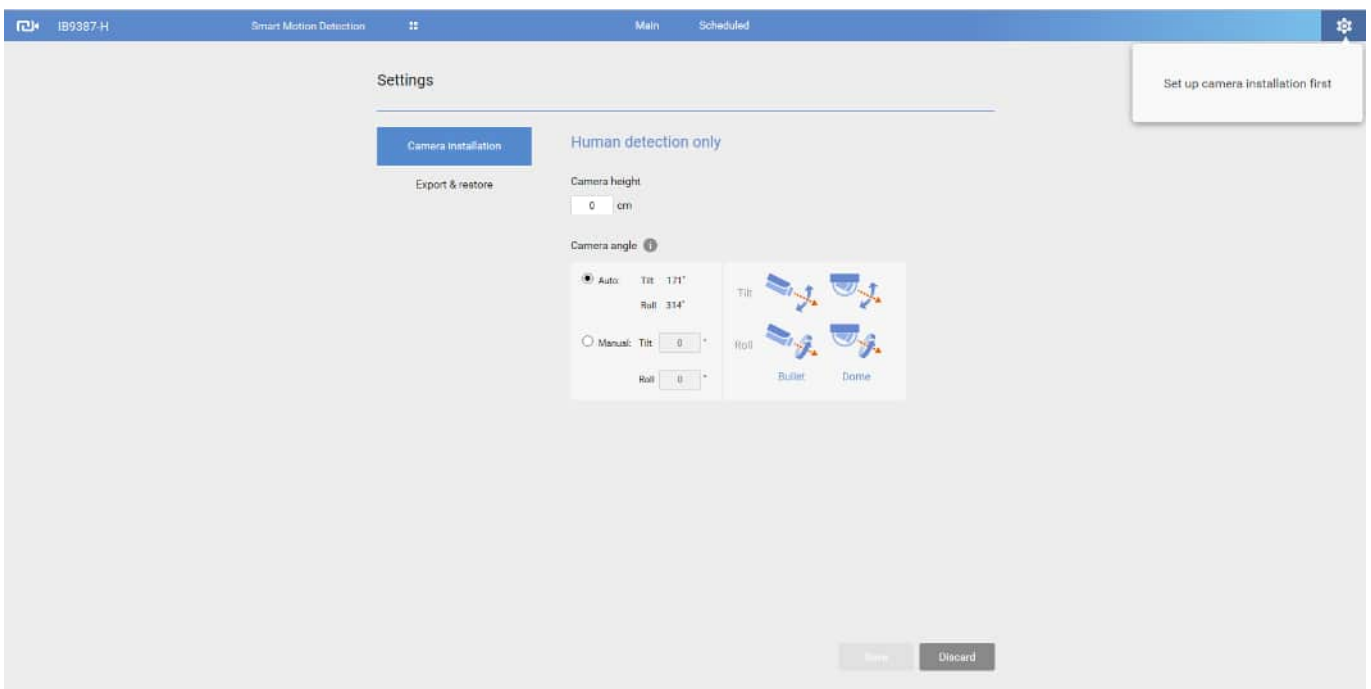 IB9387-H Smart Motion Detection Main Scheduled
Set up camera installation first
Settings
Camera installation
Export & restore
Human detection only
Camera height
0 cm
Camera angle i
Auto: Tilt 171°
Roll 314°
Manual: Tilt 0 °
Roll 0 °
Tilt
Roll
Bullet Dome
Save Discard